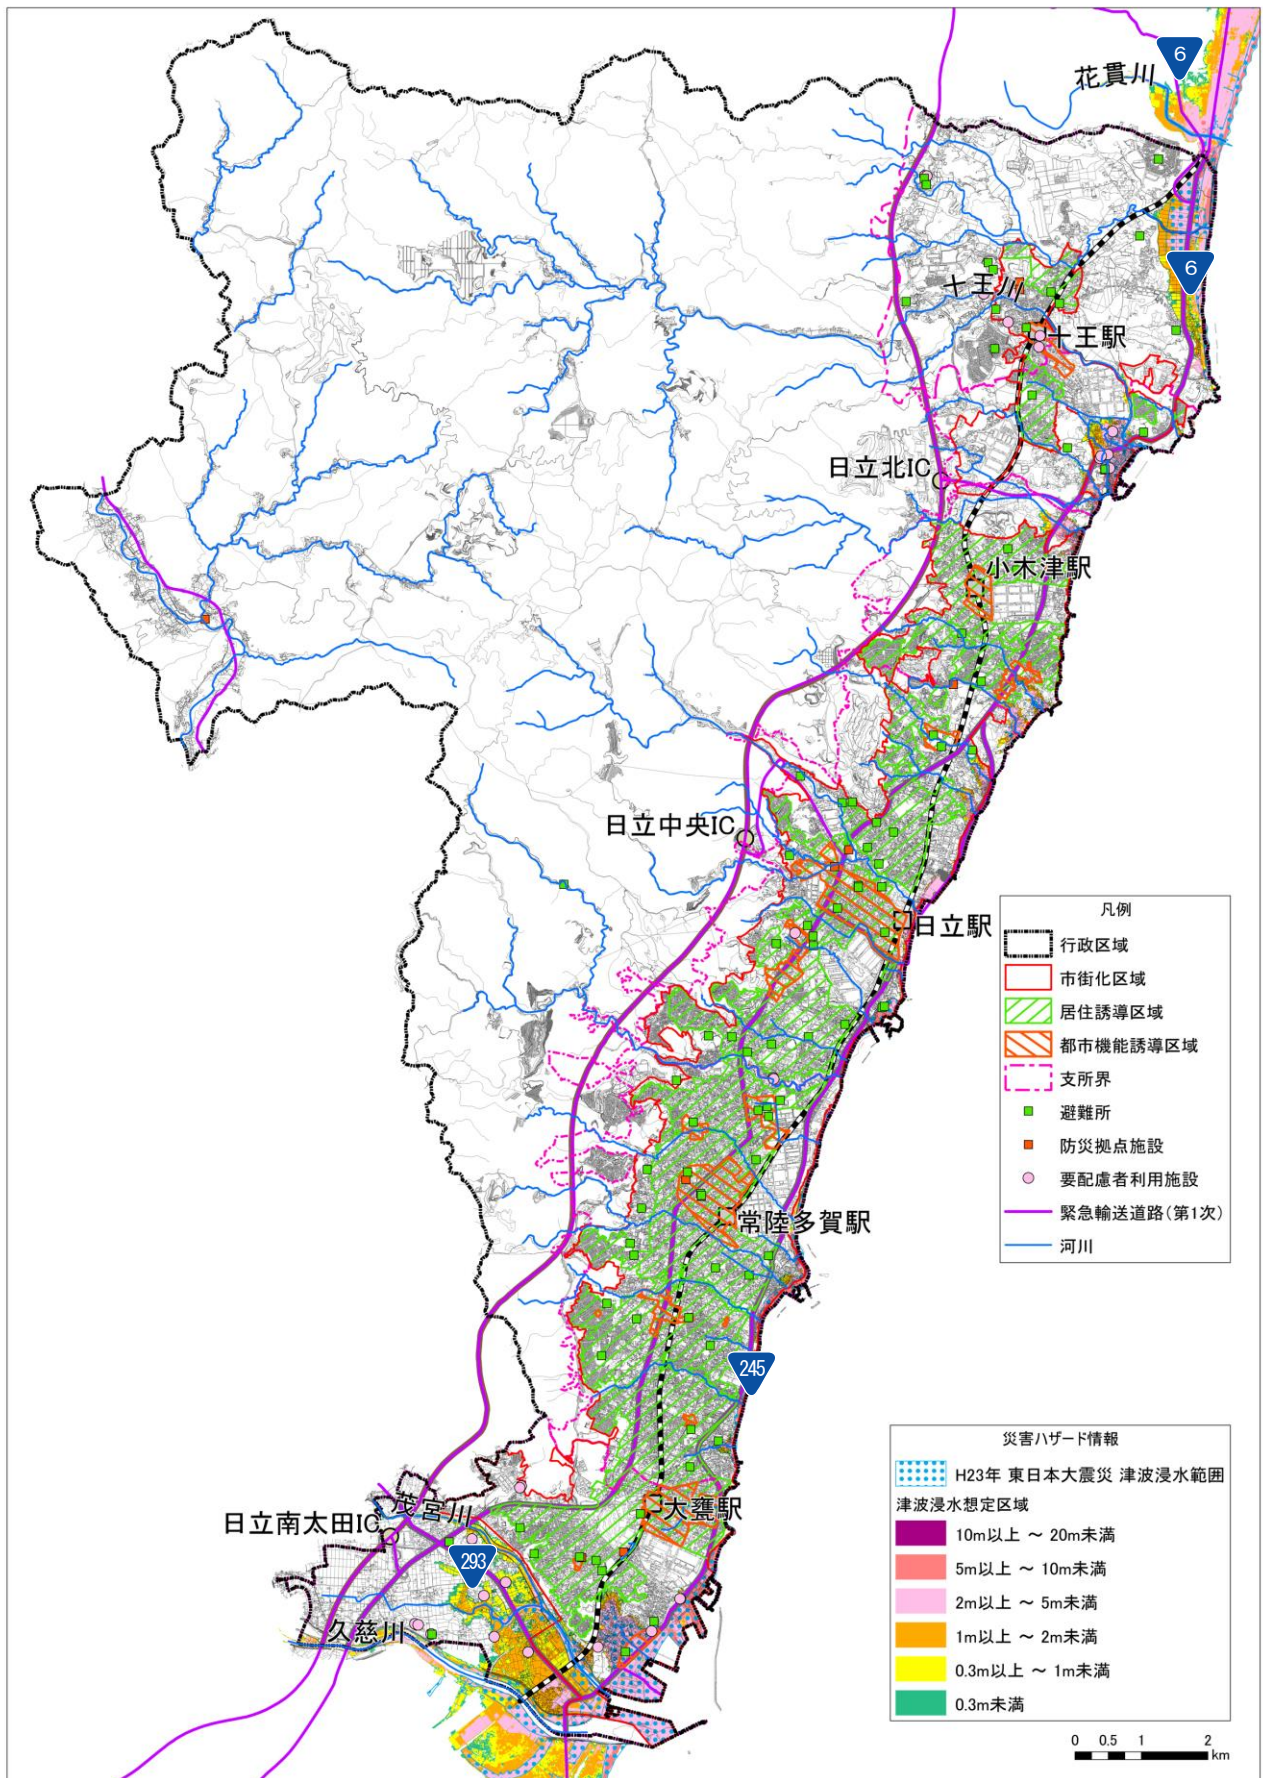 6
花貫川
6
十王川
十王駅
日立北IC
小木津駅
日立中央IC
日立駅
常陸多賀駅
245
大甕駅
茂宮川
日立南太田IC
293
久慈川
凡例
行政区域
市街化区域
居住誘導区域
都市機能誘導区域
支所界
避難所
防災拠点施設
要配慮者利用施設
緊急輸送道路(第1次)
河川
災害ハザード情報
H23年 東日本大震災 津波浸水範囲
津波浸水想定区域
10m以上 ～ 20m未満
5m以上 ～ 10m未満
2m以上 ～ 5m未満
1m以上 ～ 2m未満
0.3m以上 ～ 1m未満
0.3m未満
0 0.5 1 2
km